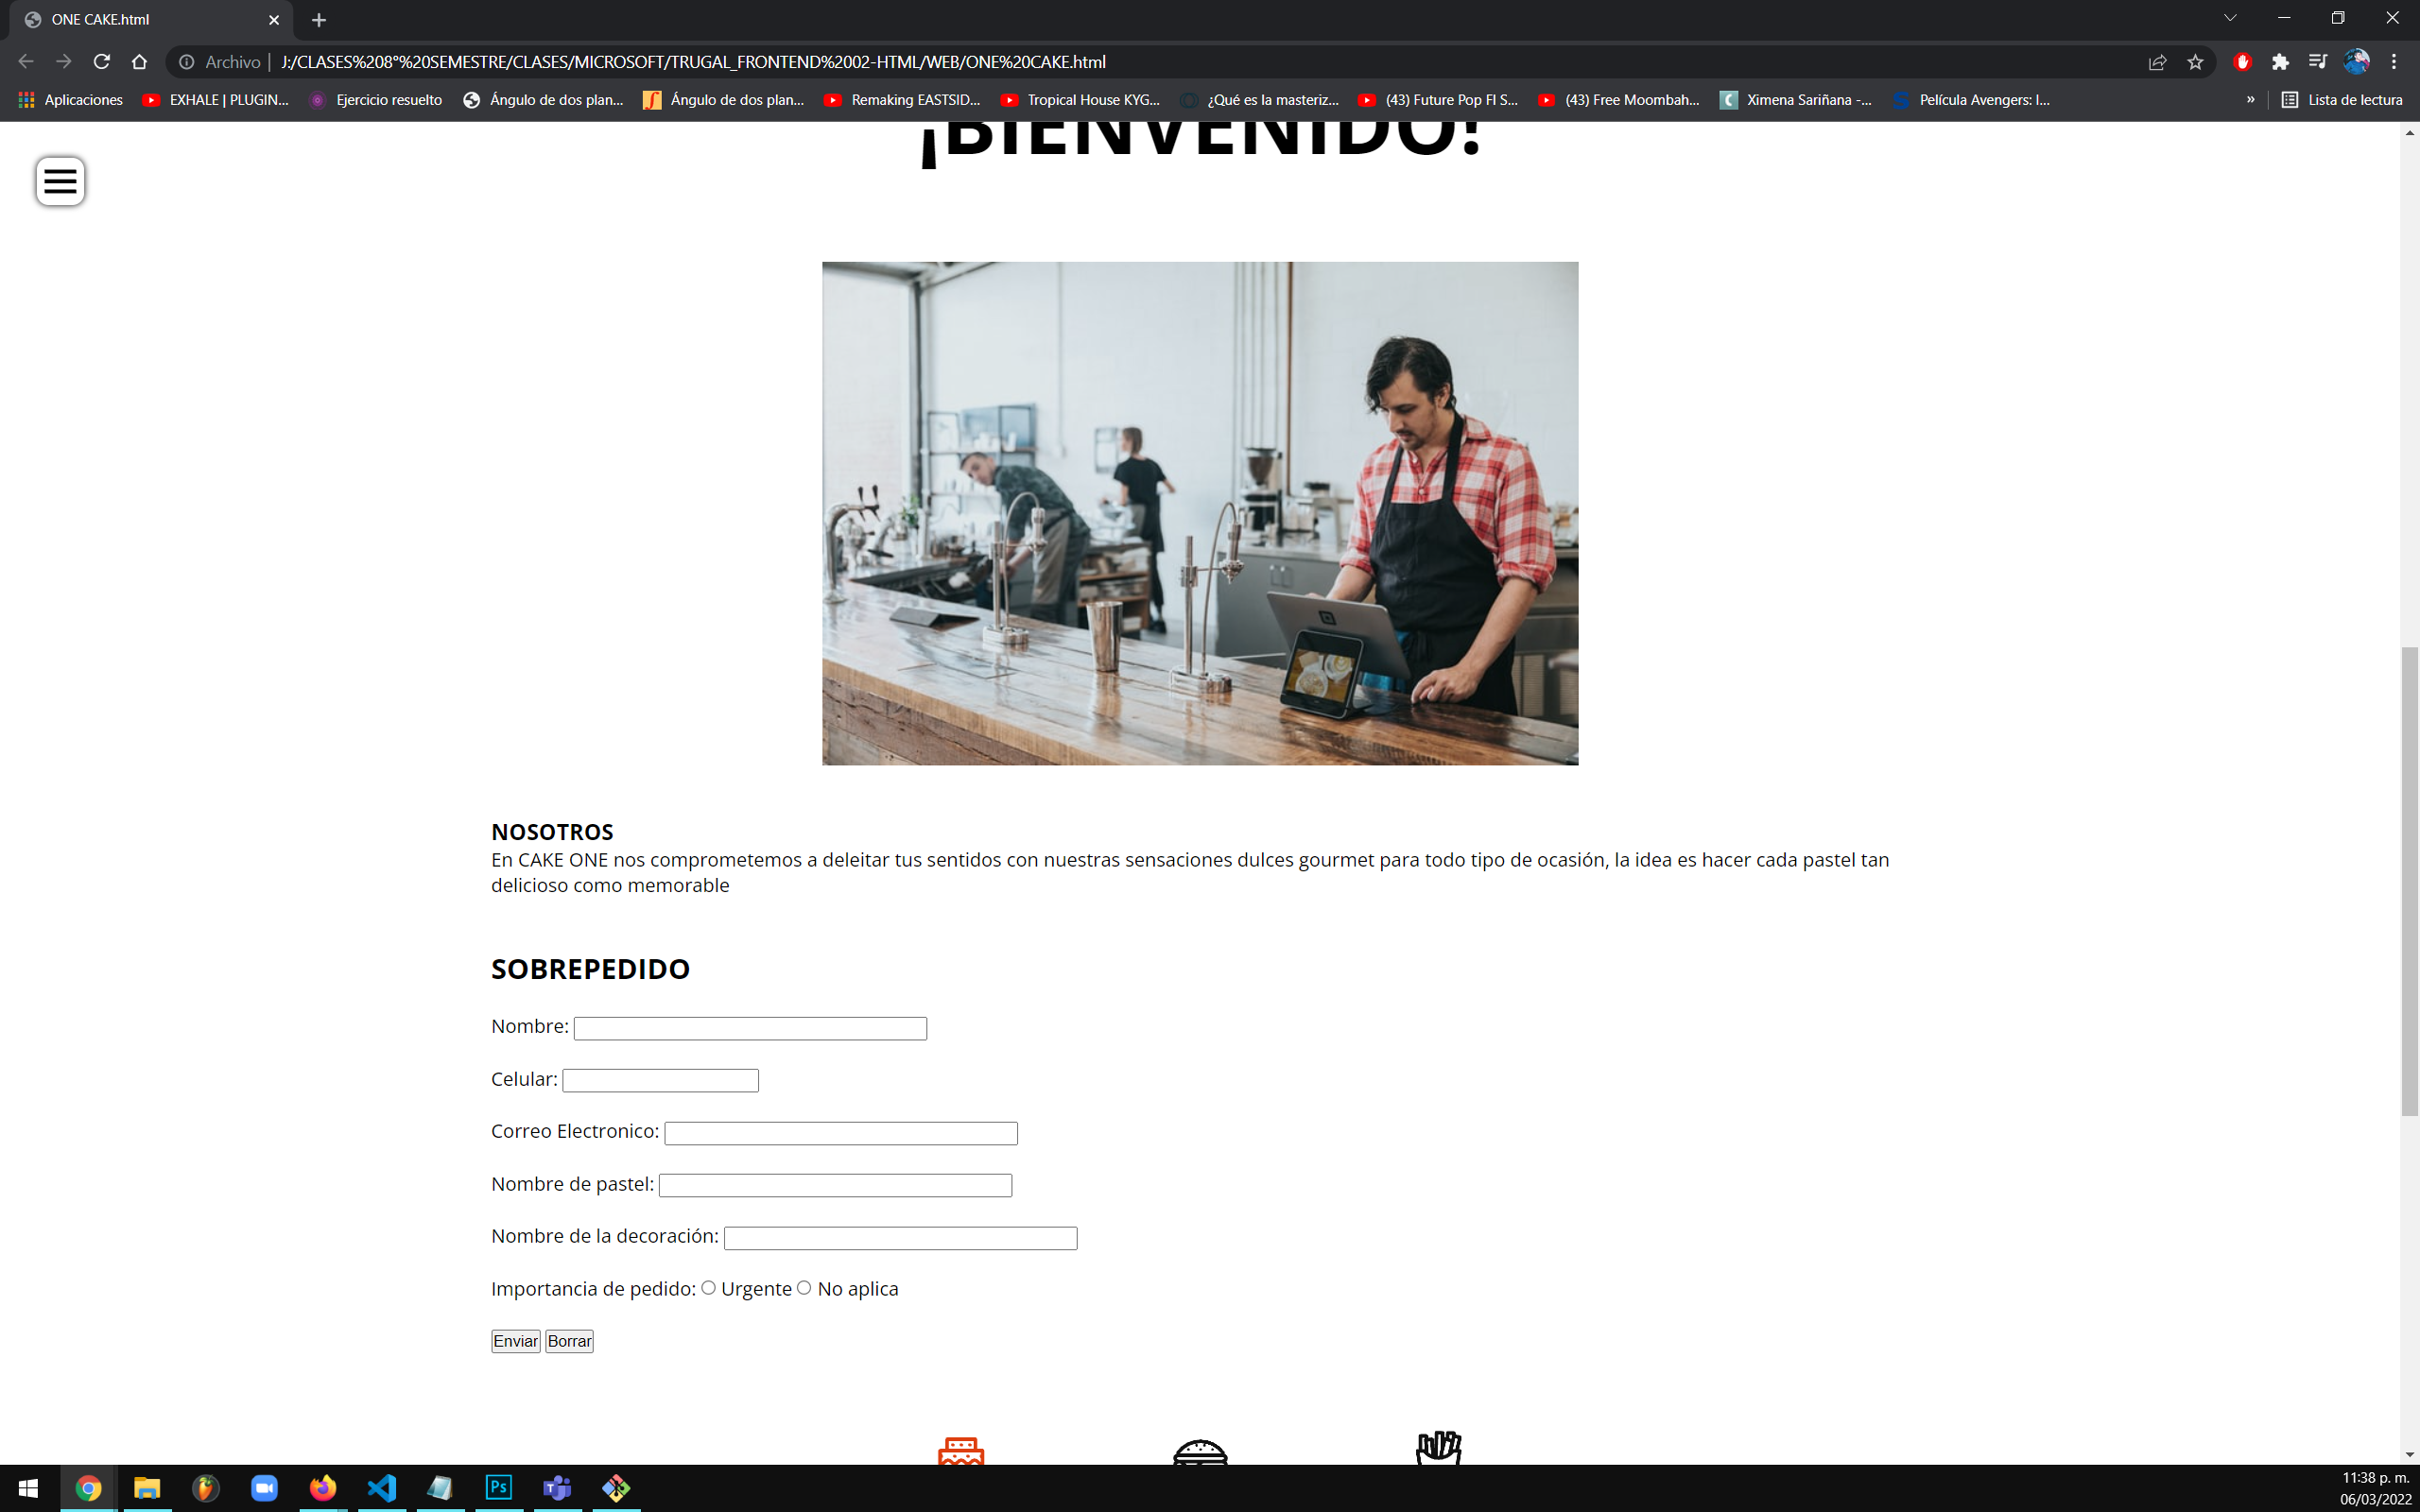 ONE CAKE.html
Archivo | J:/CLASES%208°%20SEMESTRE/CLASES/MICROSOFT/TRUGAL_FRONTEND%2002-HTML/WEB/ONE%20CAKE.html
Aplicaciones EXHALE | PLUGIN... Ejercicio resuelto Ángulo de dos plan... Ángulo de dos plan... Remaking EASTSID... Tropical House KYG... ¿Qué es la masteriz... (43) Future Pop Fl S... (43) Free Moombah... Ximena Sariñana -... Película Avengers: I... » Lista de lectura
¡BIENVENIDO!
NOSOTROS
En CAKE ONE nos comprometemos a deleitar tus sentidos con nuestras sensaciones dulces gourmet para todo tipo de ocasión, la idea es hacer cada pastel tan
delicioso como memorable
SOBREPEDIDO
Nombre:
Celular:
Correo Electronico:
Nombre de pastel:
Nombre de la decoración:
Importancia de pedido: Urgente No aplica
Enviar Borrar
Ps
11:38 p. m.
06/03/2022